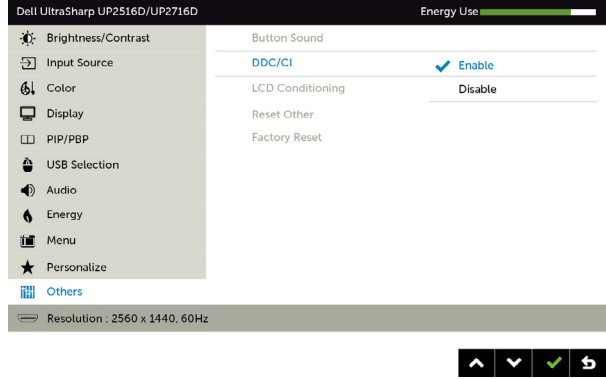 Dell UltraSharp UP2516D/UP2716D Energy Use
Brightness/Contrast Button Sound
Input Source DDC/CI Enable
Color LCD Conditioning Disable
Display Reset Other
PIP/PBP Factory Reset
USB Selection
Audio
Energy
Menu
Personalize
Others
Resolution : 2560 x 1440, 60Hz